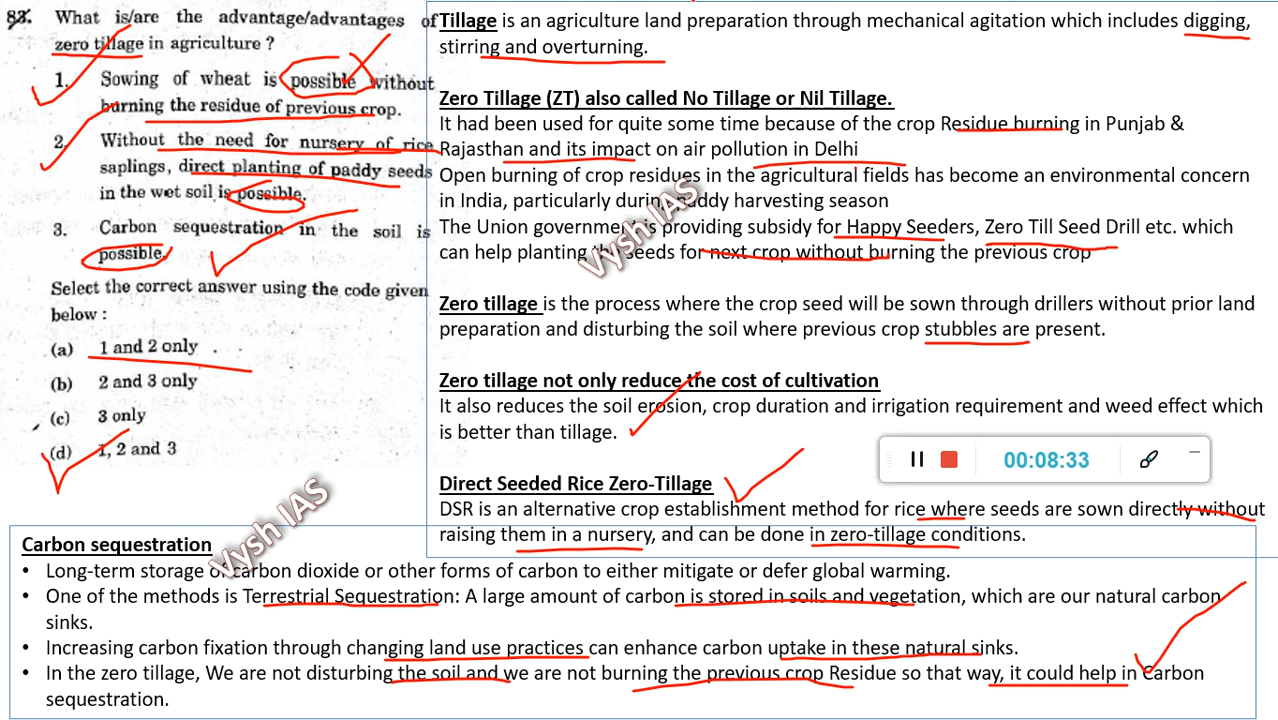 83. What is/are the advantage/advantages of
zero tillage in agriculture ?
1. Sowing of wheat is possible without
burning the residue of previous crop.
2. Without the need for nursery of rice
saplings, direct planting of paddy seeds
in the wet soil is possible.
3. Carbon sequestration in the soil is
possible.
Select the correct answer using the code given
below :
(a) 1 and 2 only
(b) 2 and 3 only
(c) 3 only
(d) 1, 2 and 3
Tillage is an agriculture land preparation through mechanical agitation which includes digging,
stirring and overturning.
Zero Tillage (ZT) also called No Tillage or Nil Tillage.
It had been used for quite some time because of the crop Residue burning in Punjab &
Rajasthan and its impact on air pollution in Delhi
Open burning of crop residues in the agricultural fields has become an environmental concern
in India, particularly during paddy harvesting season
The Union government is providing subsidy for Happy Seeders, Zero Till Seed Drill etc. which
can help planting the seeds for next crop without burning the previous crop
Zero tillage is the process where the crop seed will be sown through drillers without prior land
preparation and disturbing the soil where previous crop stubbles are present.
Zero tillage not only reduce the cost of cultivation
It also reduces the soil erosion, crop duration and irrigation requirement and weed effect which
is better than tillage.
00:08:33
Direct Seeded Rice Zero-Tillage
DSR is an alternative crop establishment method for rice where seeds are sown directly without
raising them in a nursery, and can be done in zero-tillage conditions.
Carbon sequestration
• Long-term storage of carbon dioxide or other forms of carbon to either mitigate or defer global warming.
• One of the methods is Terrestrial Sequestration: A large amount of carbon is stored in soils and vegetation, which are our natural carbon
sinks.
• Increasing carbon fixation through changing land use practices can enhance carbon uptake in these natural sinks.
• In the zero tillage, We are not disturbing the soil and we are not burning the previous crop Residue so that way, it could help in Carbon
sequestration.
Vysh IAS
Vysh IAS